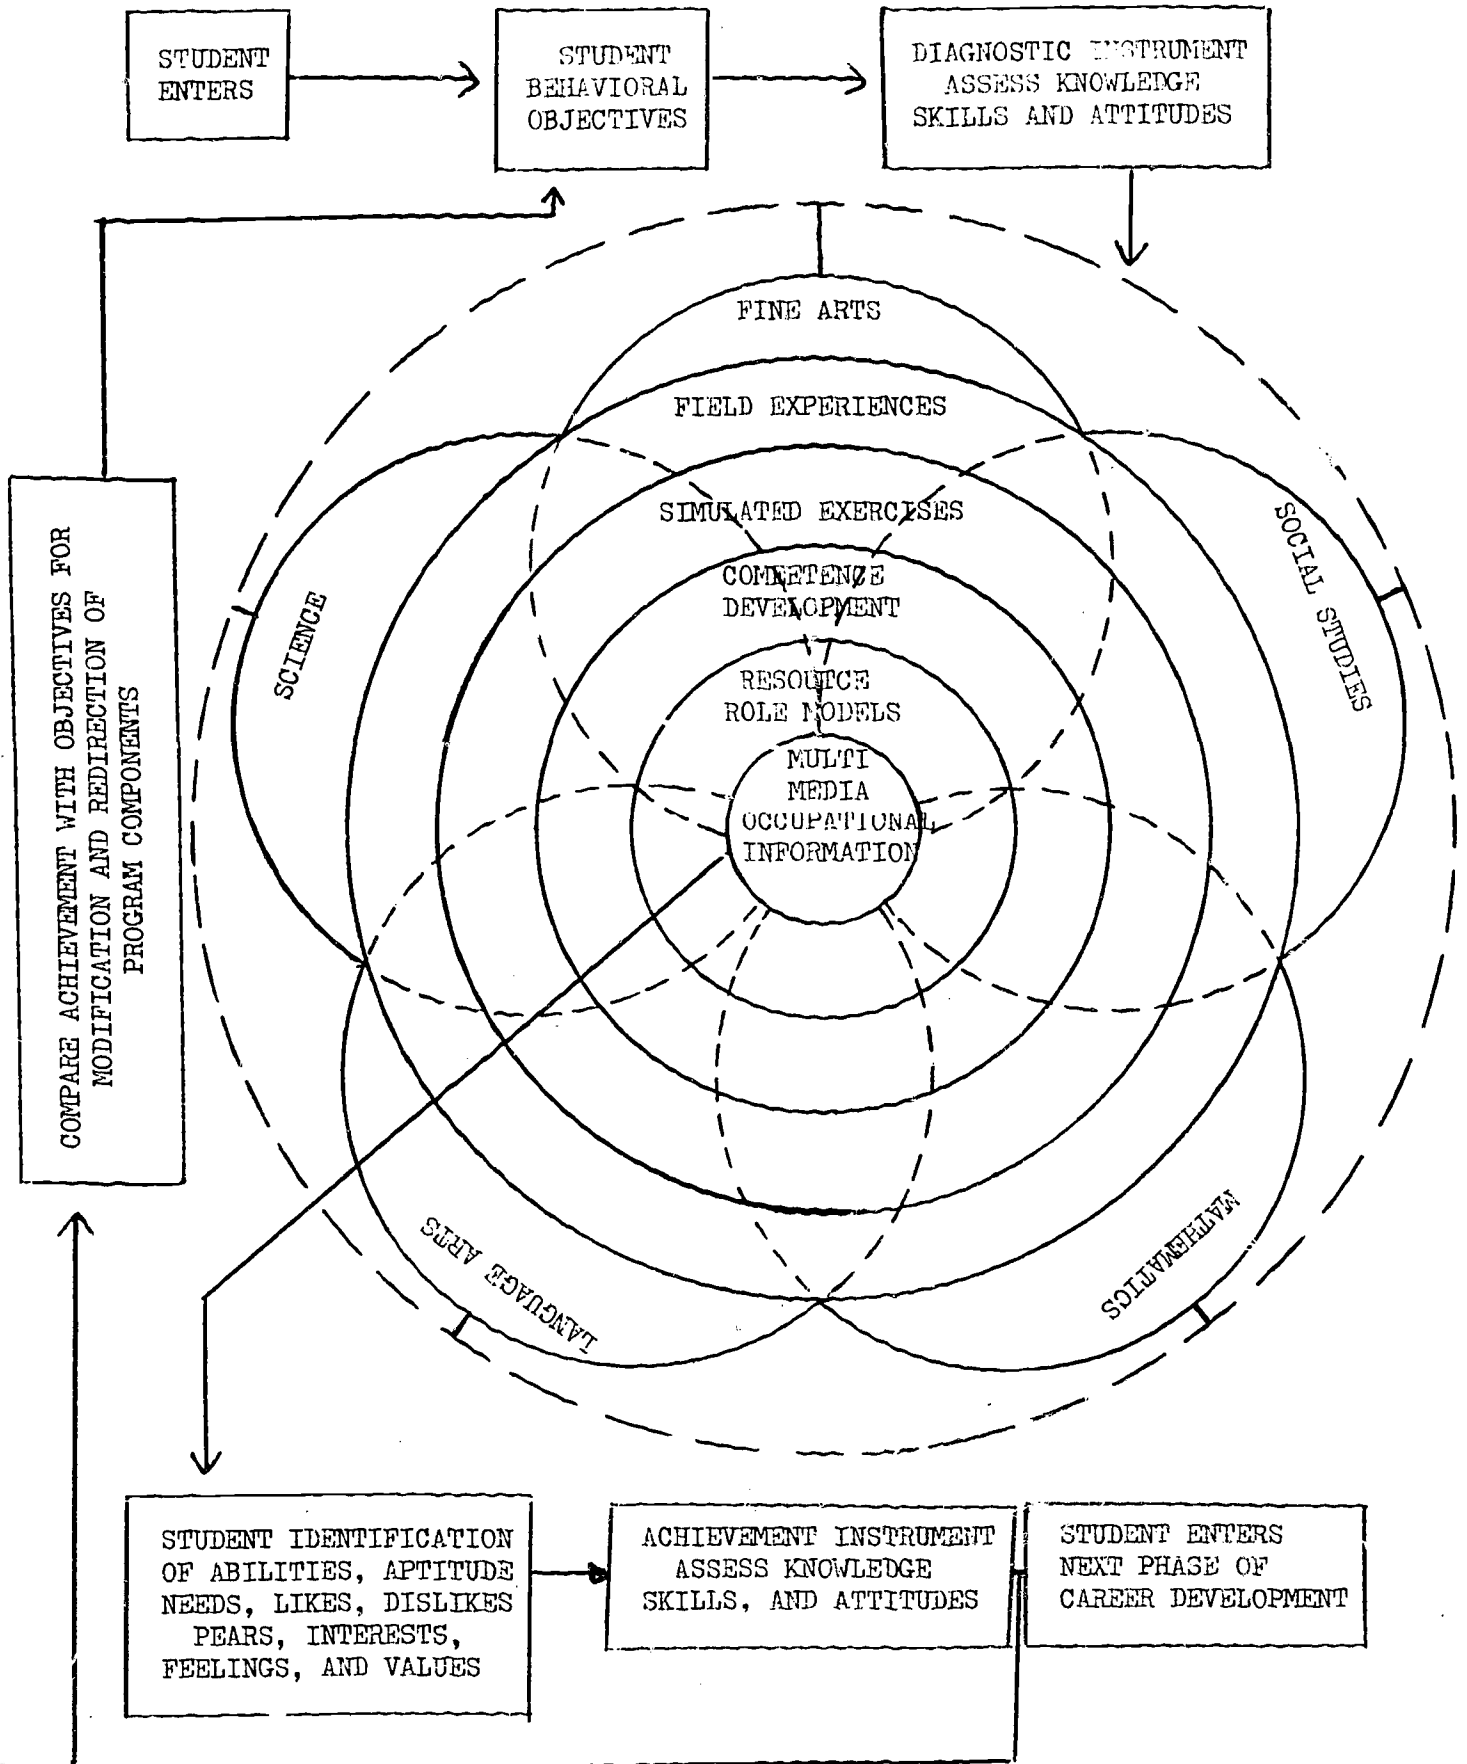 STUDENT
ENTERS
STUDENT
BEHAVIORAL
OBJECTIVES
DIAGNOSTIC INSTRUMENT
ASSESS KNOWLEDGE
SKILLS AND ATTITUDES
FINE ARTS
FIELD EXPERIENCES
SIMULATED EXERCISES
COMPETENCE
DEVELOPMENT
RESOURCE
ROLE MODELS
MULTI
MEDIA
OCCUPATIONAL
INFORMATION
SCIENCE
SOCIAL STUDIES
LANGUAGE ARTS
MATHEMATICS
COMPARE ACHIEVEMENT WITH OBJECTIVES FOR
MODIFICATION AND REDIRECTION OF
PROGRAM COMPONENTS
STUDENT IDENTIFICATION
OF ABILITIES, APTITUDE
NEEDS, LIKES, DISLIKES
PEARS, INTERESTS,
FEELINGS, AND VALUES
ACHIEVEMENT INSTRUMENT
ASSESS KNOWLEDGE
SKILLS, AND ATTITUDES
STUDENT ENTERS
NEXT PHASE OF
CAREER DEVELOPMENT